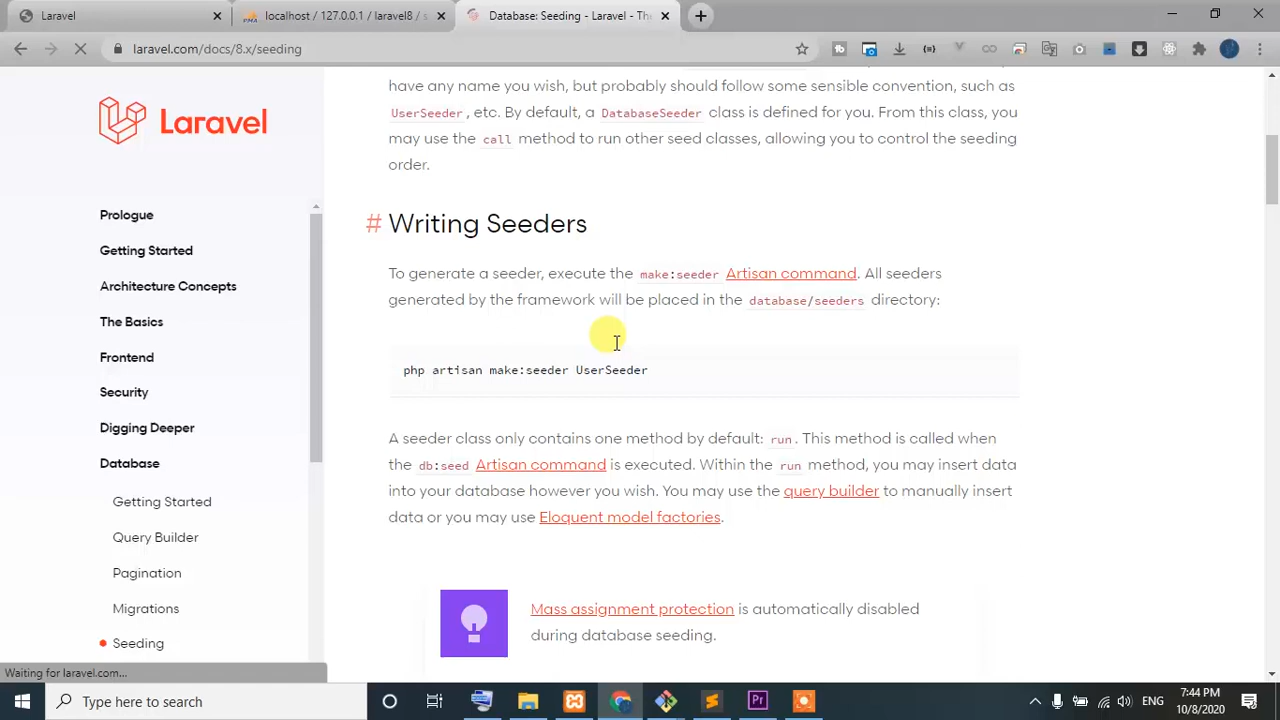 Laravel
localhost / 127.0.0.1 / laravel8 / s
Database: Seeding - Laravel - Th
laravel.com/docs/8.x/seeding
Laravel
Prologue
Getting Started
Architecture Concepts
The Basics
Frontend
Security
Digging Deeper
Database
Getting Started
Query Builder
Pagination
Migrations
Seeding
have any name you wish, but probably should follow some sensible convention, such as
UserSeeder, etc. By default, a DatabaseSeeder class is defined for you. From this class, you
may use the call method to run other seed classes, allowing you to control the seeding
order.
# Writing Seeders
To generate a seeder, execute the make:seeder Artisan command. All seeders
generated by the framework will be placed in the database/seeders directory:
php artisan make:seeder UserSeeder
A seeder class only contains one method by default: run. This method is called when
the db:seed Artisan command is executed. Within the run method, you may insert data
into your database however you wish. You may use the query builder to manually insert
data or you may use Eloquent model factories.
Mass assignment protection is automatically disabled
during database seeding.
Waiting for laravel.com...
Type here to search
Pr
ENG
7:44 PM
10/8/2020